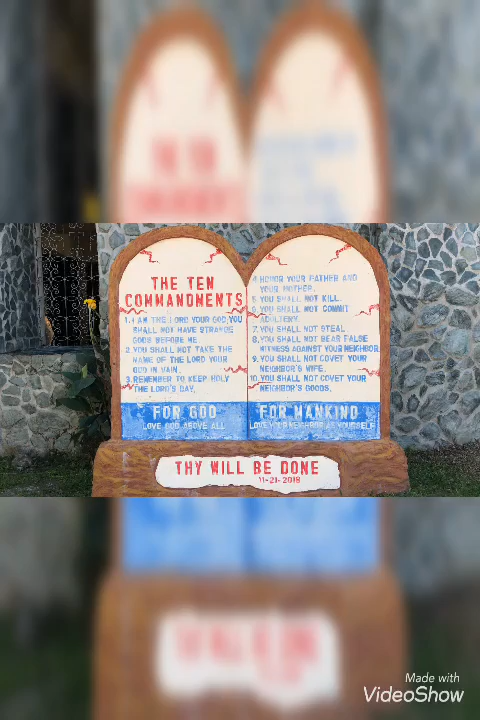 THE TEN
COMMANDMENTS
1. I AM THE LORD YOUR GOD, YOU
SHALL NOT HAVE STRANGE
GODS BEFORE ME.
2. YOU SHALL NOT TAKE THE
NAME OF THE LORD YOUR
GOD IN VAIN.
3. REMEMBER TO KEEP HOLY
THE LORD'S DAY.
FOR GOD
LOVE GOD ABOVE ALL
4. HONOR YOUR FATHER AND
YOUR MOTHER.
5. YOU SHALL NOT KILL.
6. YOU SHALL NOT COMMIT
ADULTERY.
7. YOU SHALL NOT STEAL
8. YOU SHALL NOT BEAR FALSE
WITNESS AGAINST YOUR NEIGHBOR.
9. YOU SHALL NOT COVET YOUR
NEIGHBOR'S WIFE.
10. YOU SHALL NOT COVET YOUR
NEIGHBOR'S GOODS.
FOR MANKIND
LOVE YOUR NEIGHBOR AS YOURSELF
THY WILL BE DONE
11-21-2019
Made with
VideoShow